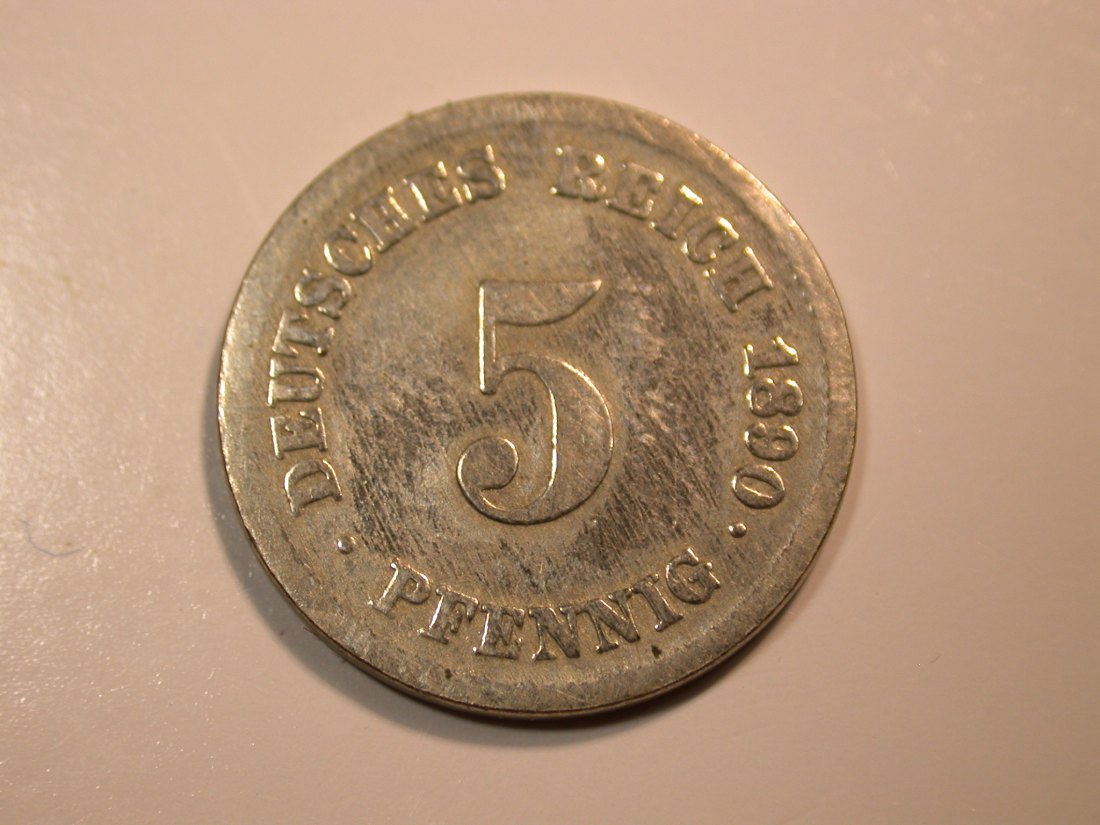 DEUTSCHES REICH 1890
5
· PFENNIG ·